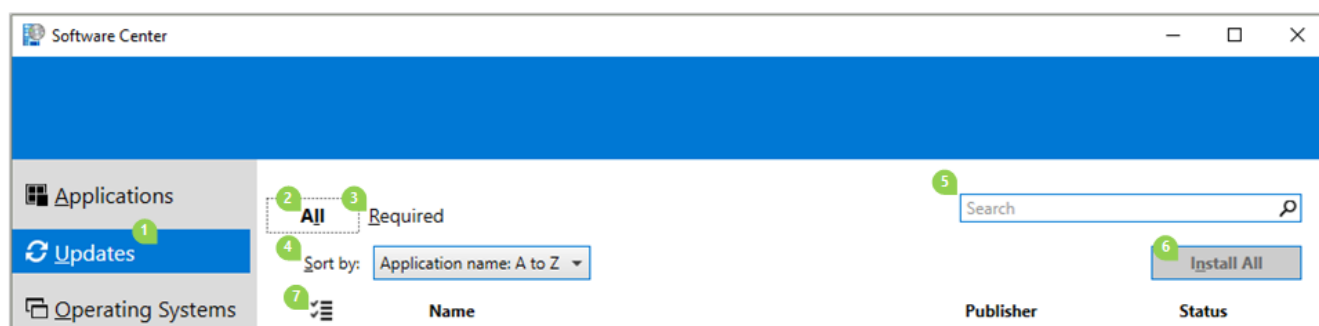 Software Center
Applications
1
Updates
Operating Systems
2 3
All Required
4
Sort by: Application name: A to Z
5
Search
6
Install All
7
Name Publisher Status